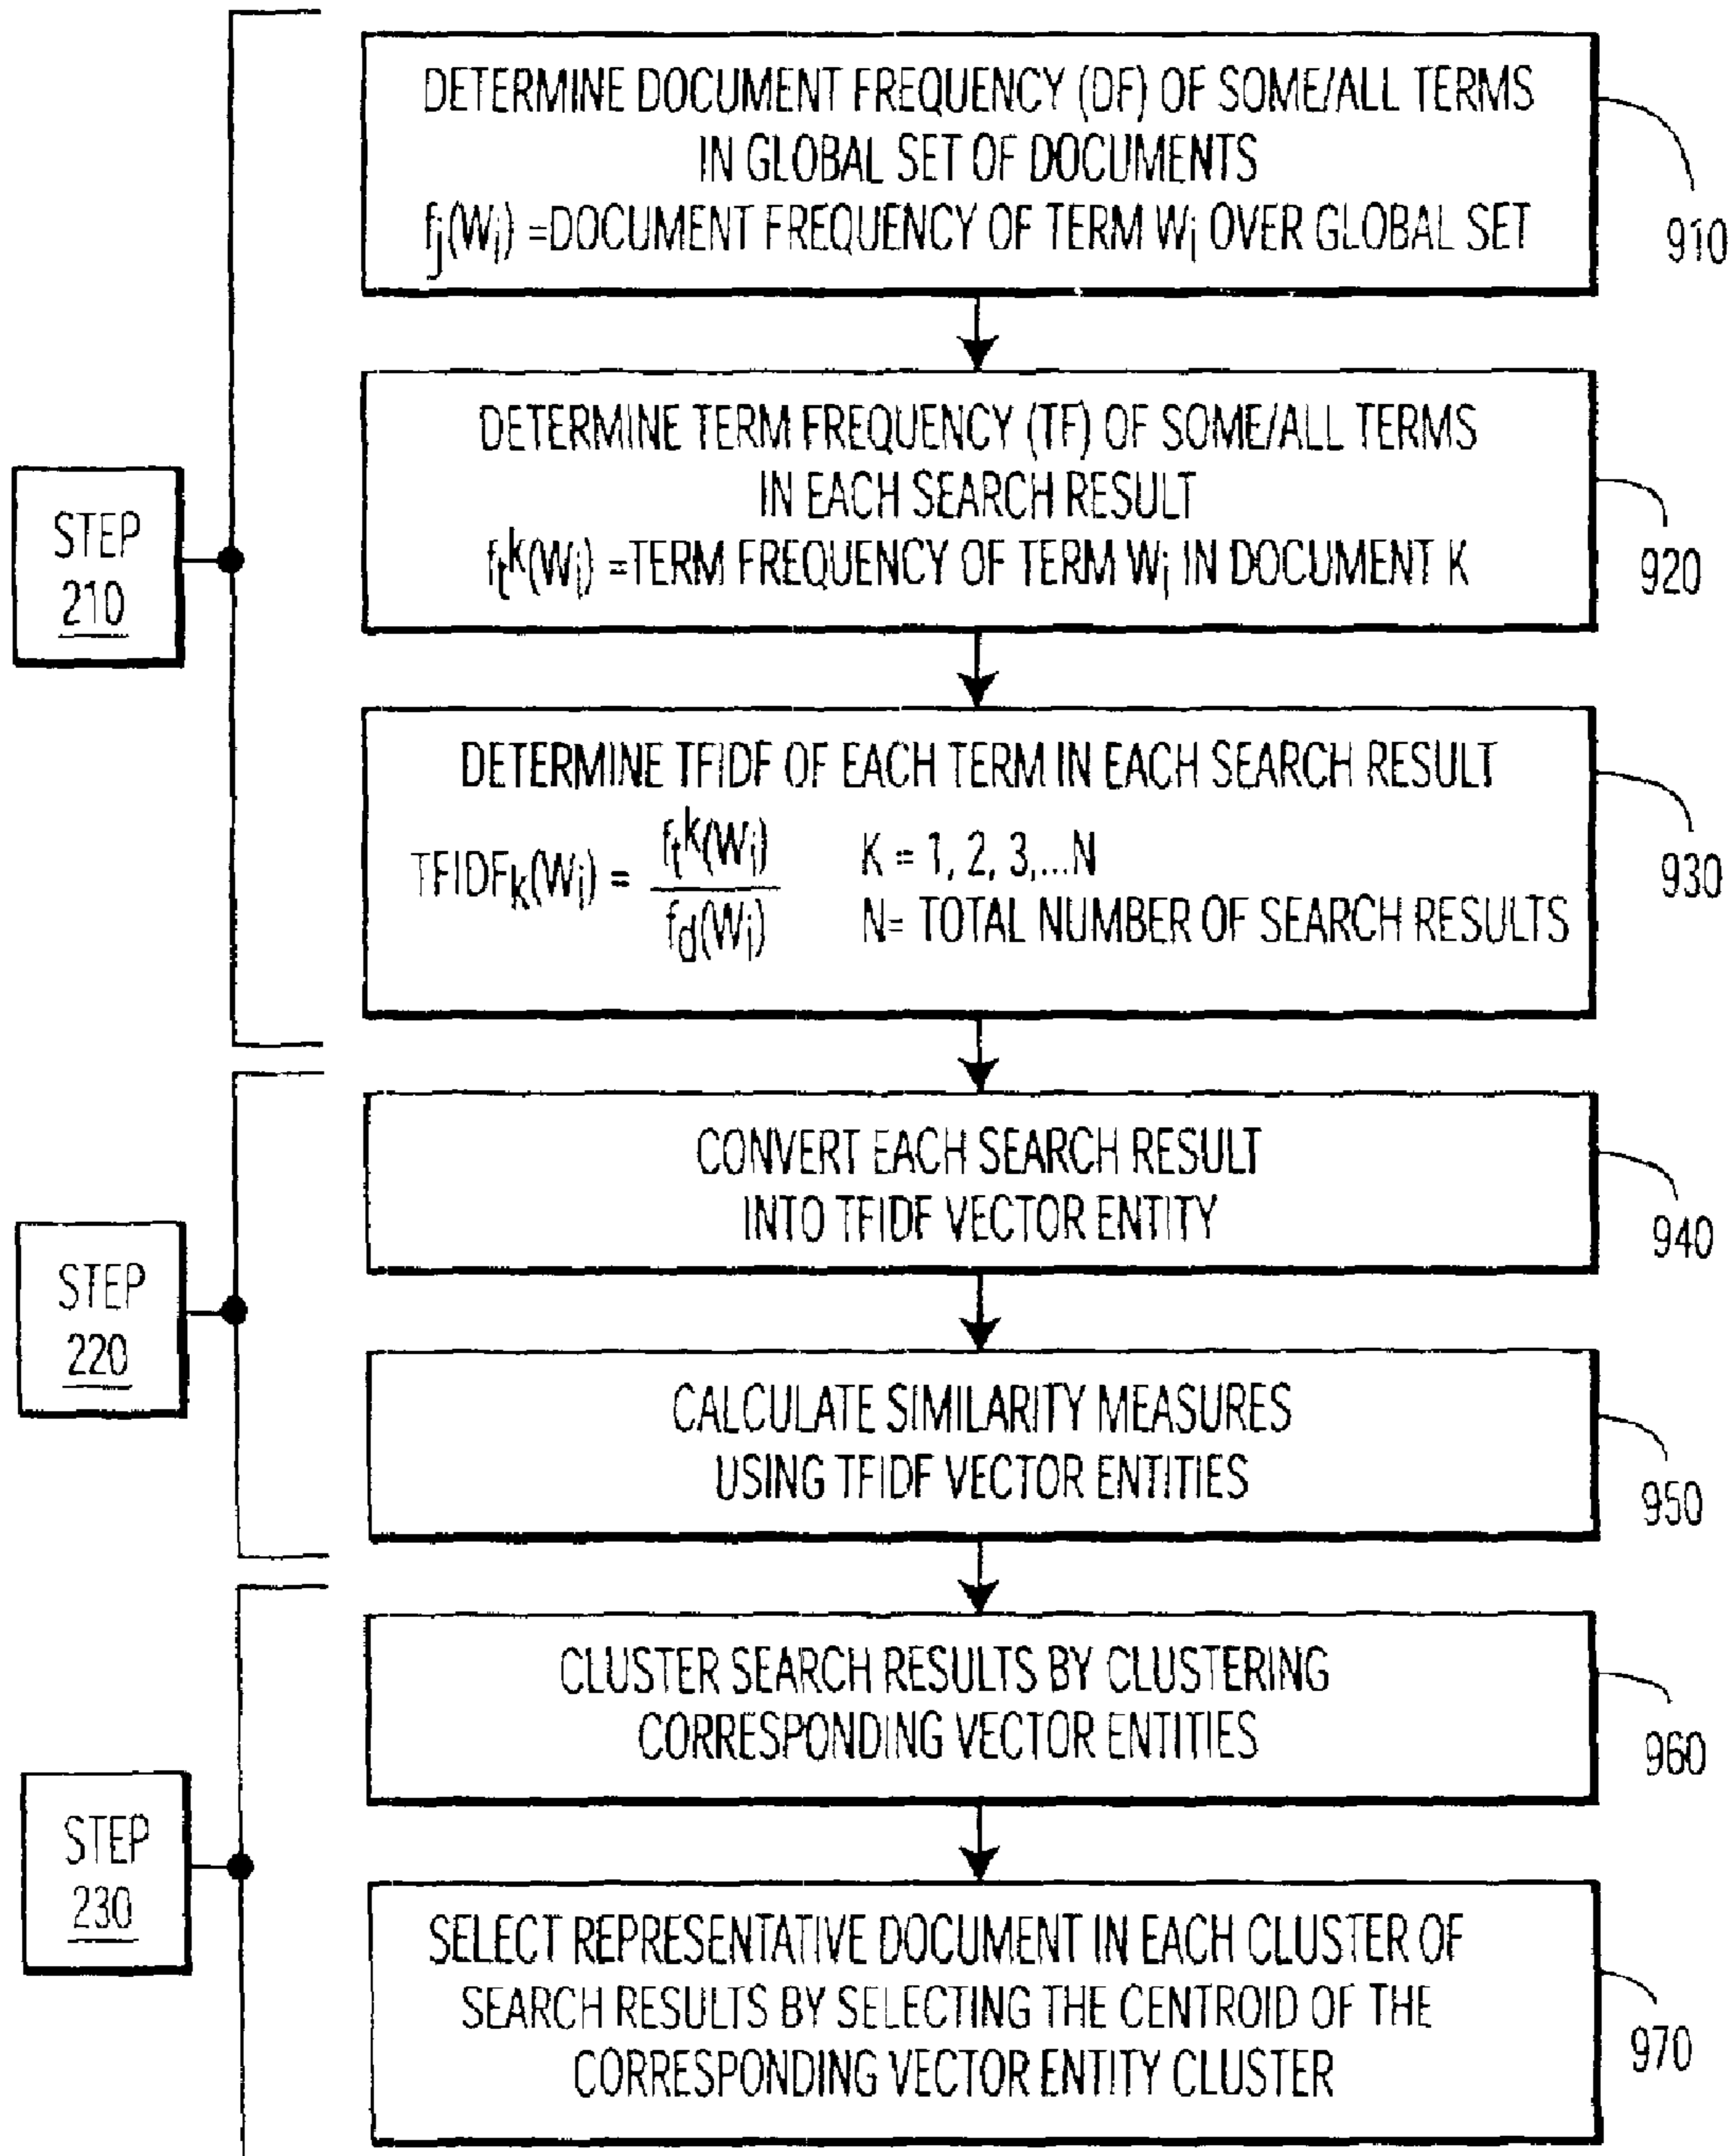 DETERMINE DOCUMENT FREQUENCY (DF) OF SOME/ALL TERMS
IN GLOBAL SET OF DOCUMENTS
fj(Wi) =DOCUMENT FREQUENCY OF TERM Wi OVER GLOBAL SET
910
DETERMINE TERM FREQUENCY (TF) OF SOME/ALL TERMS
IN EACH SEARCH RESULT
ftk(Wi) =TERM FREQUENCY OF TERM Wi IN DOCUMENT K
920
STEP
210
DETERMINE TFIDF OF EACH TERM IN EACH SEARCH RESULT
TFIDFk(Wi) = ftk(Wi) / fd(Wi)
K = 1, 2, 3,...N
N= TOTAL NUMBER OF SEARCH RESULTS
930
CONVERT EACH SEARCH RESULT
INTO TFIDF VECTOR ENTITY
940
STEP
220
CALCULATE SIMILARITY MEASURES
USING TFIDF VECTOR ENTITIES
950
CLUSTER SEARCH RESULTS BY CLUSTERING
CORRESPONDING VECTOR ENTITIES
960
STEP
230
SELECT REPRESENTATIVE DOCUMENT IN EACH CLUSTER OF
SEARCH RESULTS BY SELECTING THE CENTROID OF THE
CORRESPONDING VECTOR ENTITY CLUSTER
970